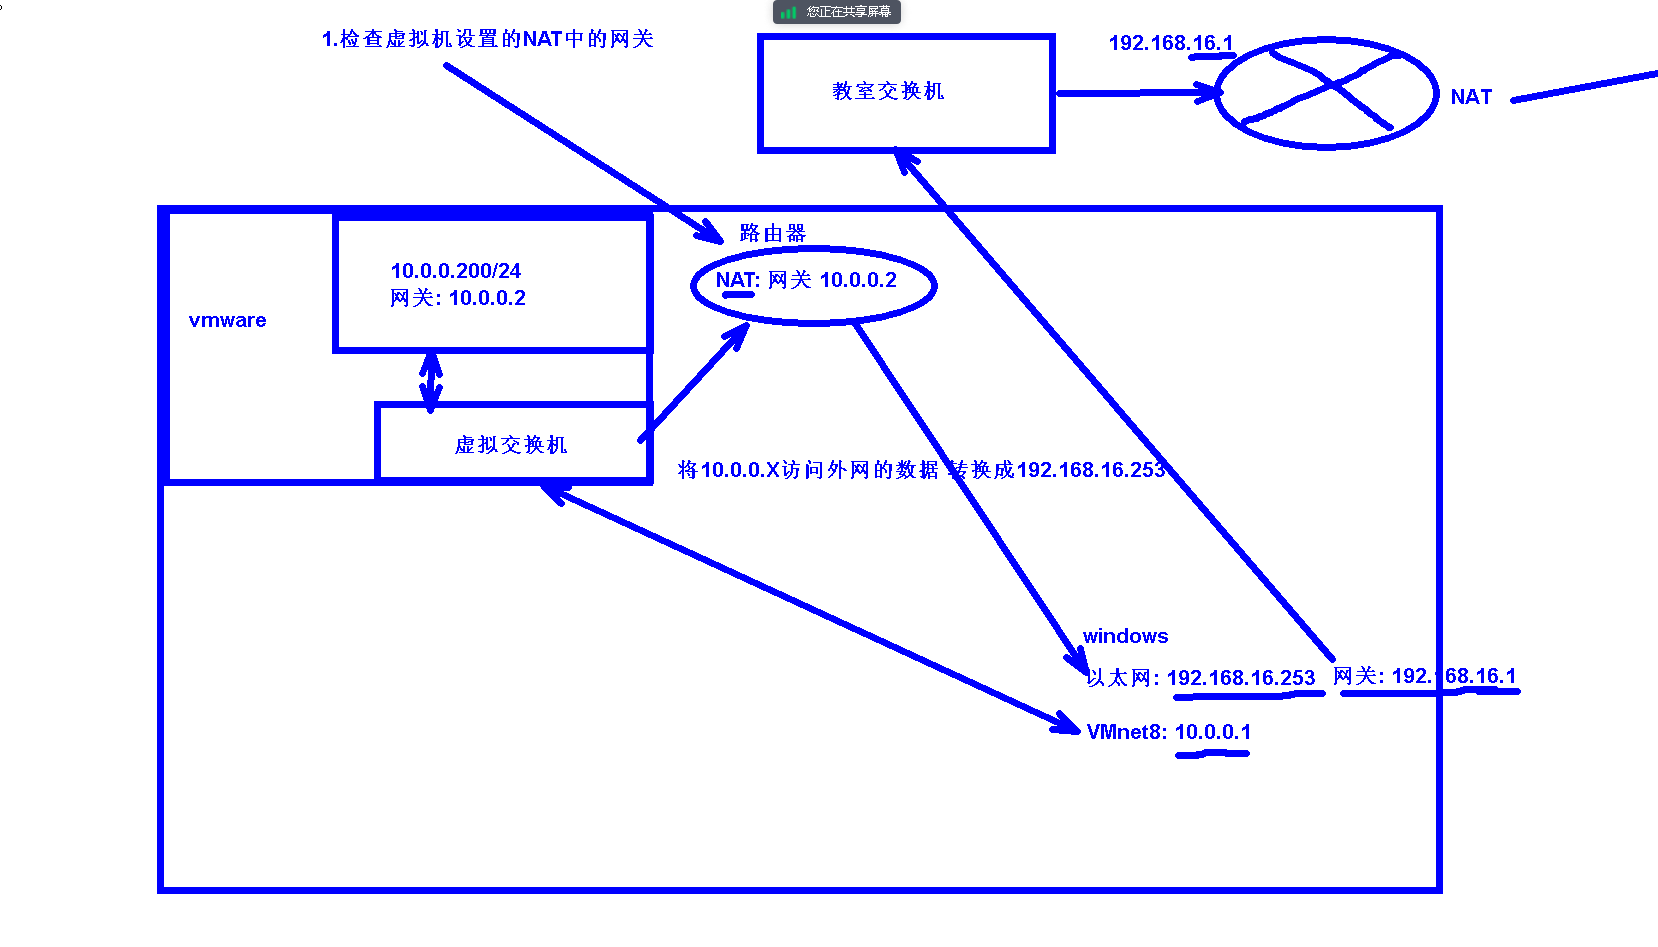 您正在共享屏幕
1.检查虚拟机设置的NAT中的网关
192.168.16.1
教室交换机
NAT
路由器
10.0.0.200/24
网关: 10.0.0.2
NAT: 网关 10.0.0.2
vmware
虚拟交换机
将10.0.0.X访问外网的数据 转换成192.168.16.253
windows
以太网: 192.168.16.253 网关: 192.168.16.1
VMnet8: 10.0.0.1